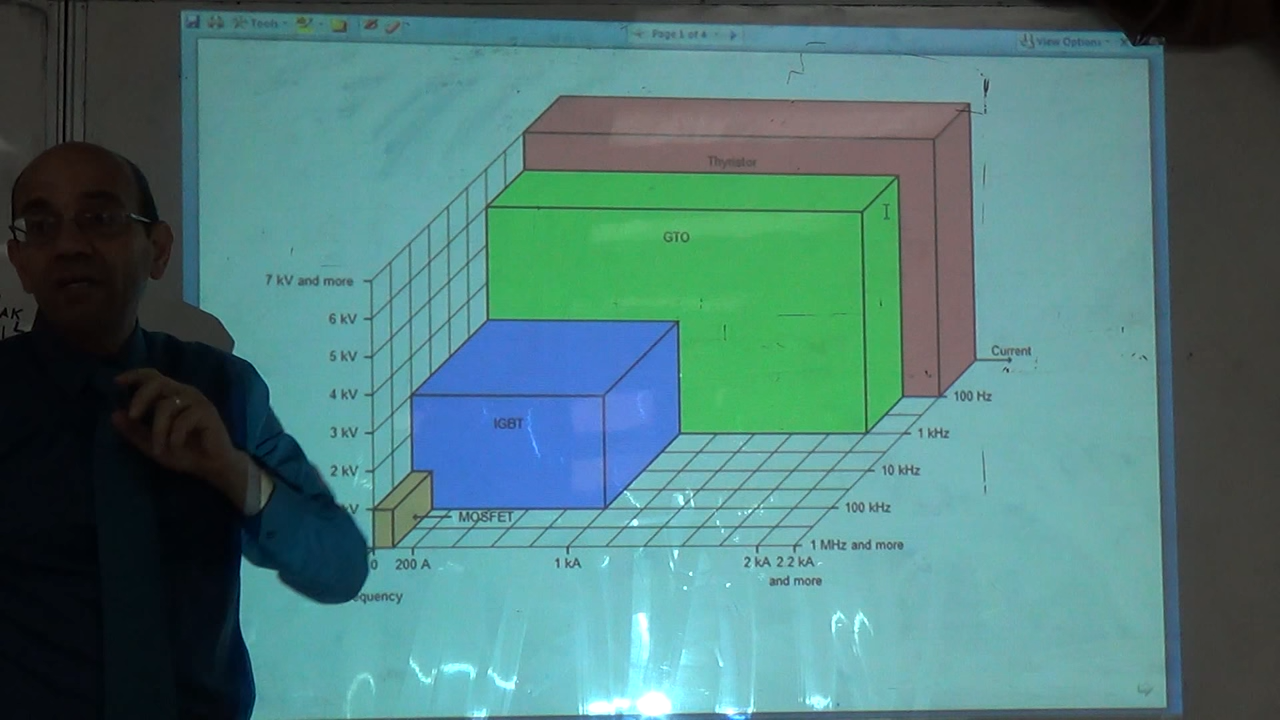 Tools
Page 1 of 4
View Options
Thyristor
GTO
7 kV and more
6 kV
5 kV
Current
4 kV
100 Hz
IGBT
3 kV
1 kHz
2 kV
10 kHz
MOSFET
100 kHz
1 MHz and more
0
200 A
1 kA
2 kA
2.2 kA
and more
equency
AK